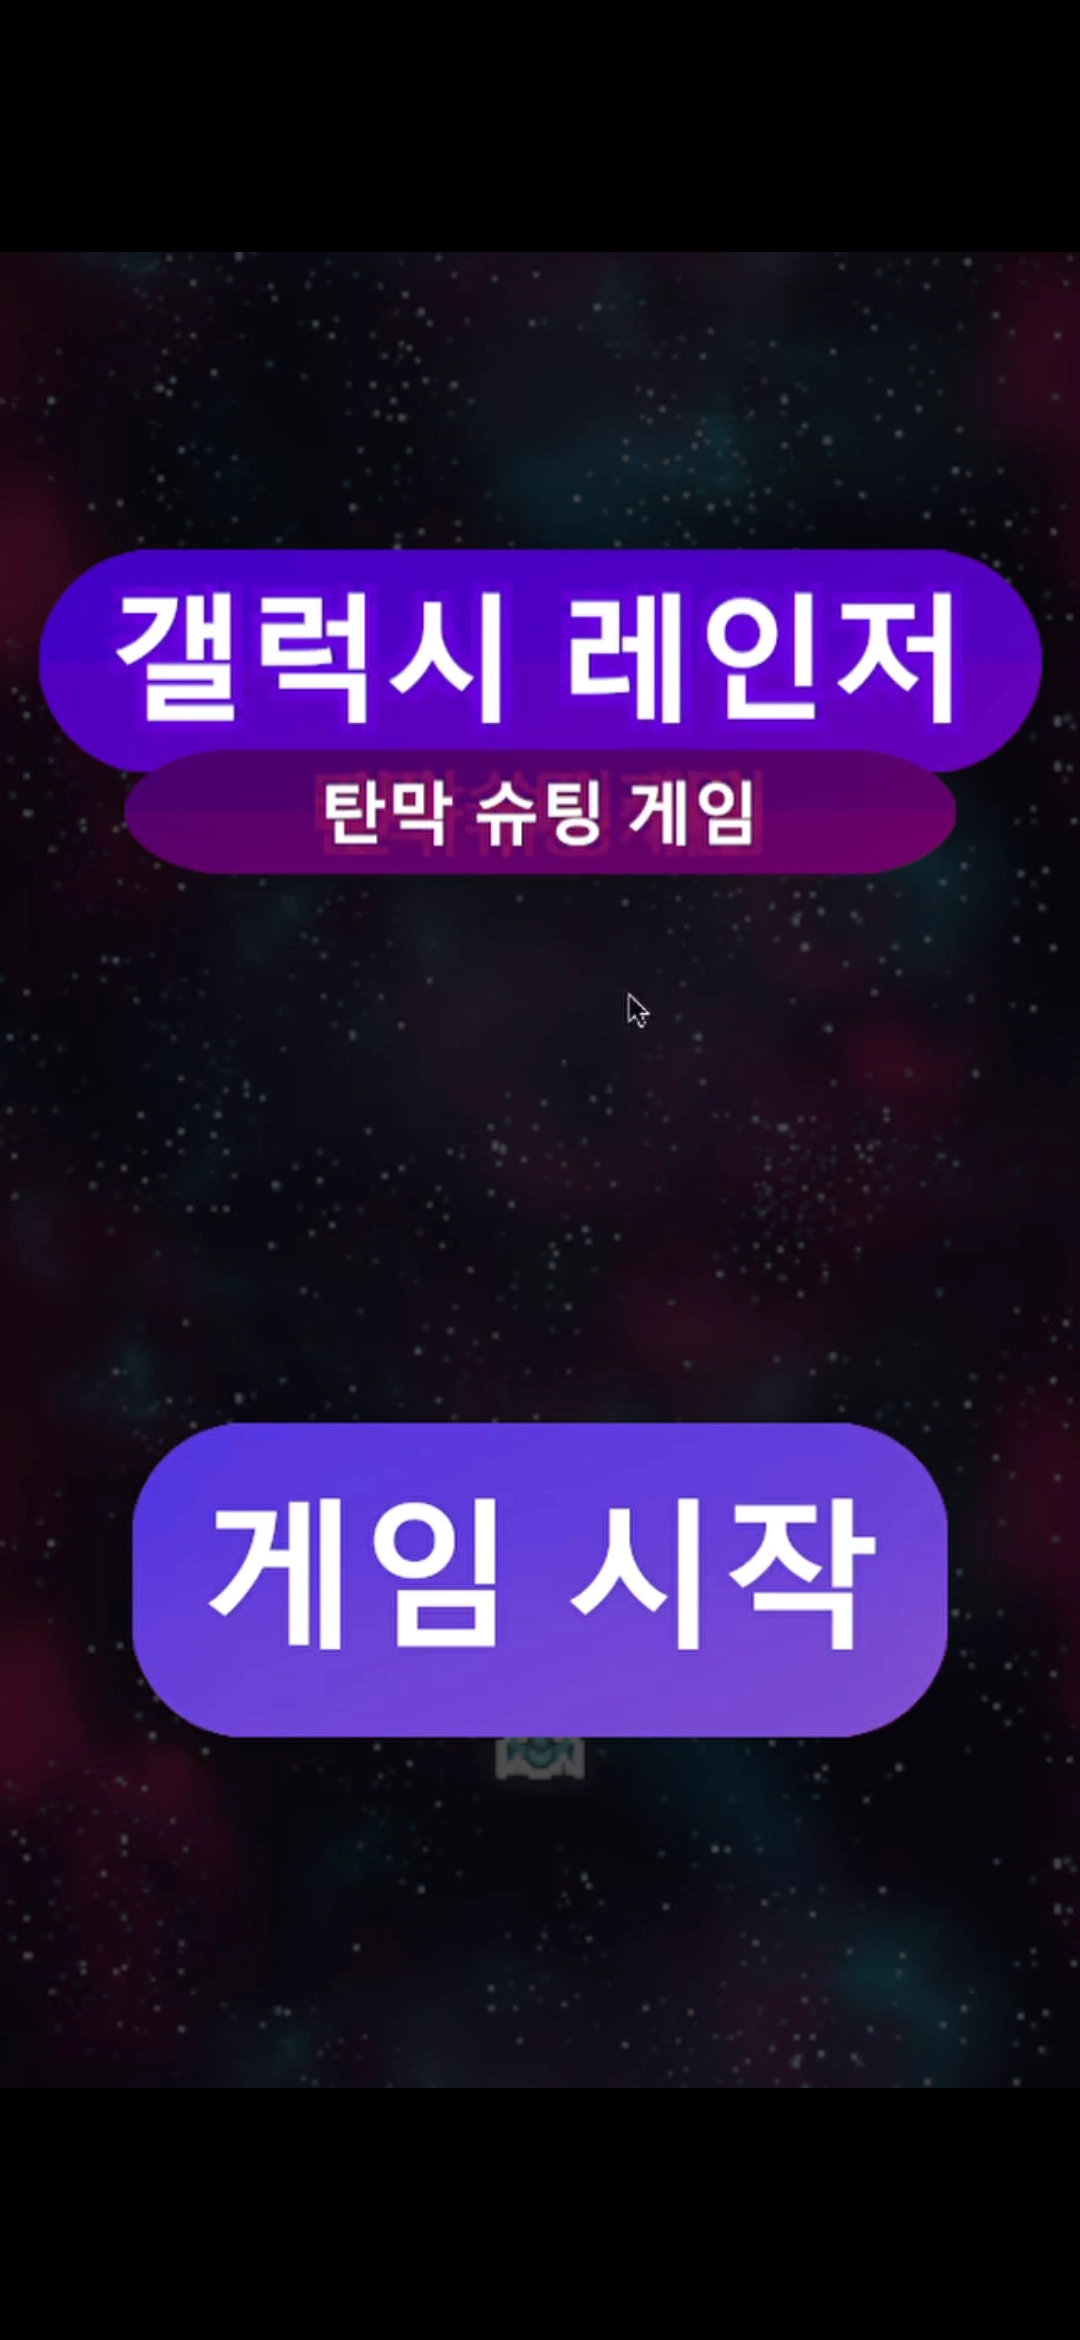 갤럭시 레인저
탄막 슈팅 게임
게임 시작